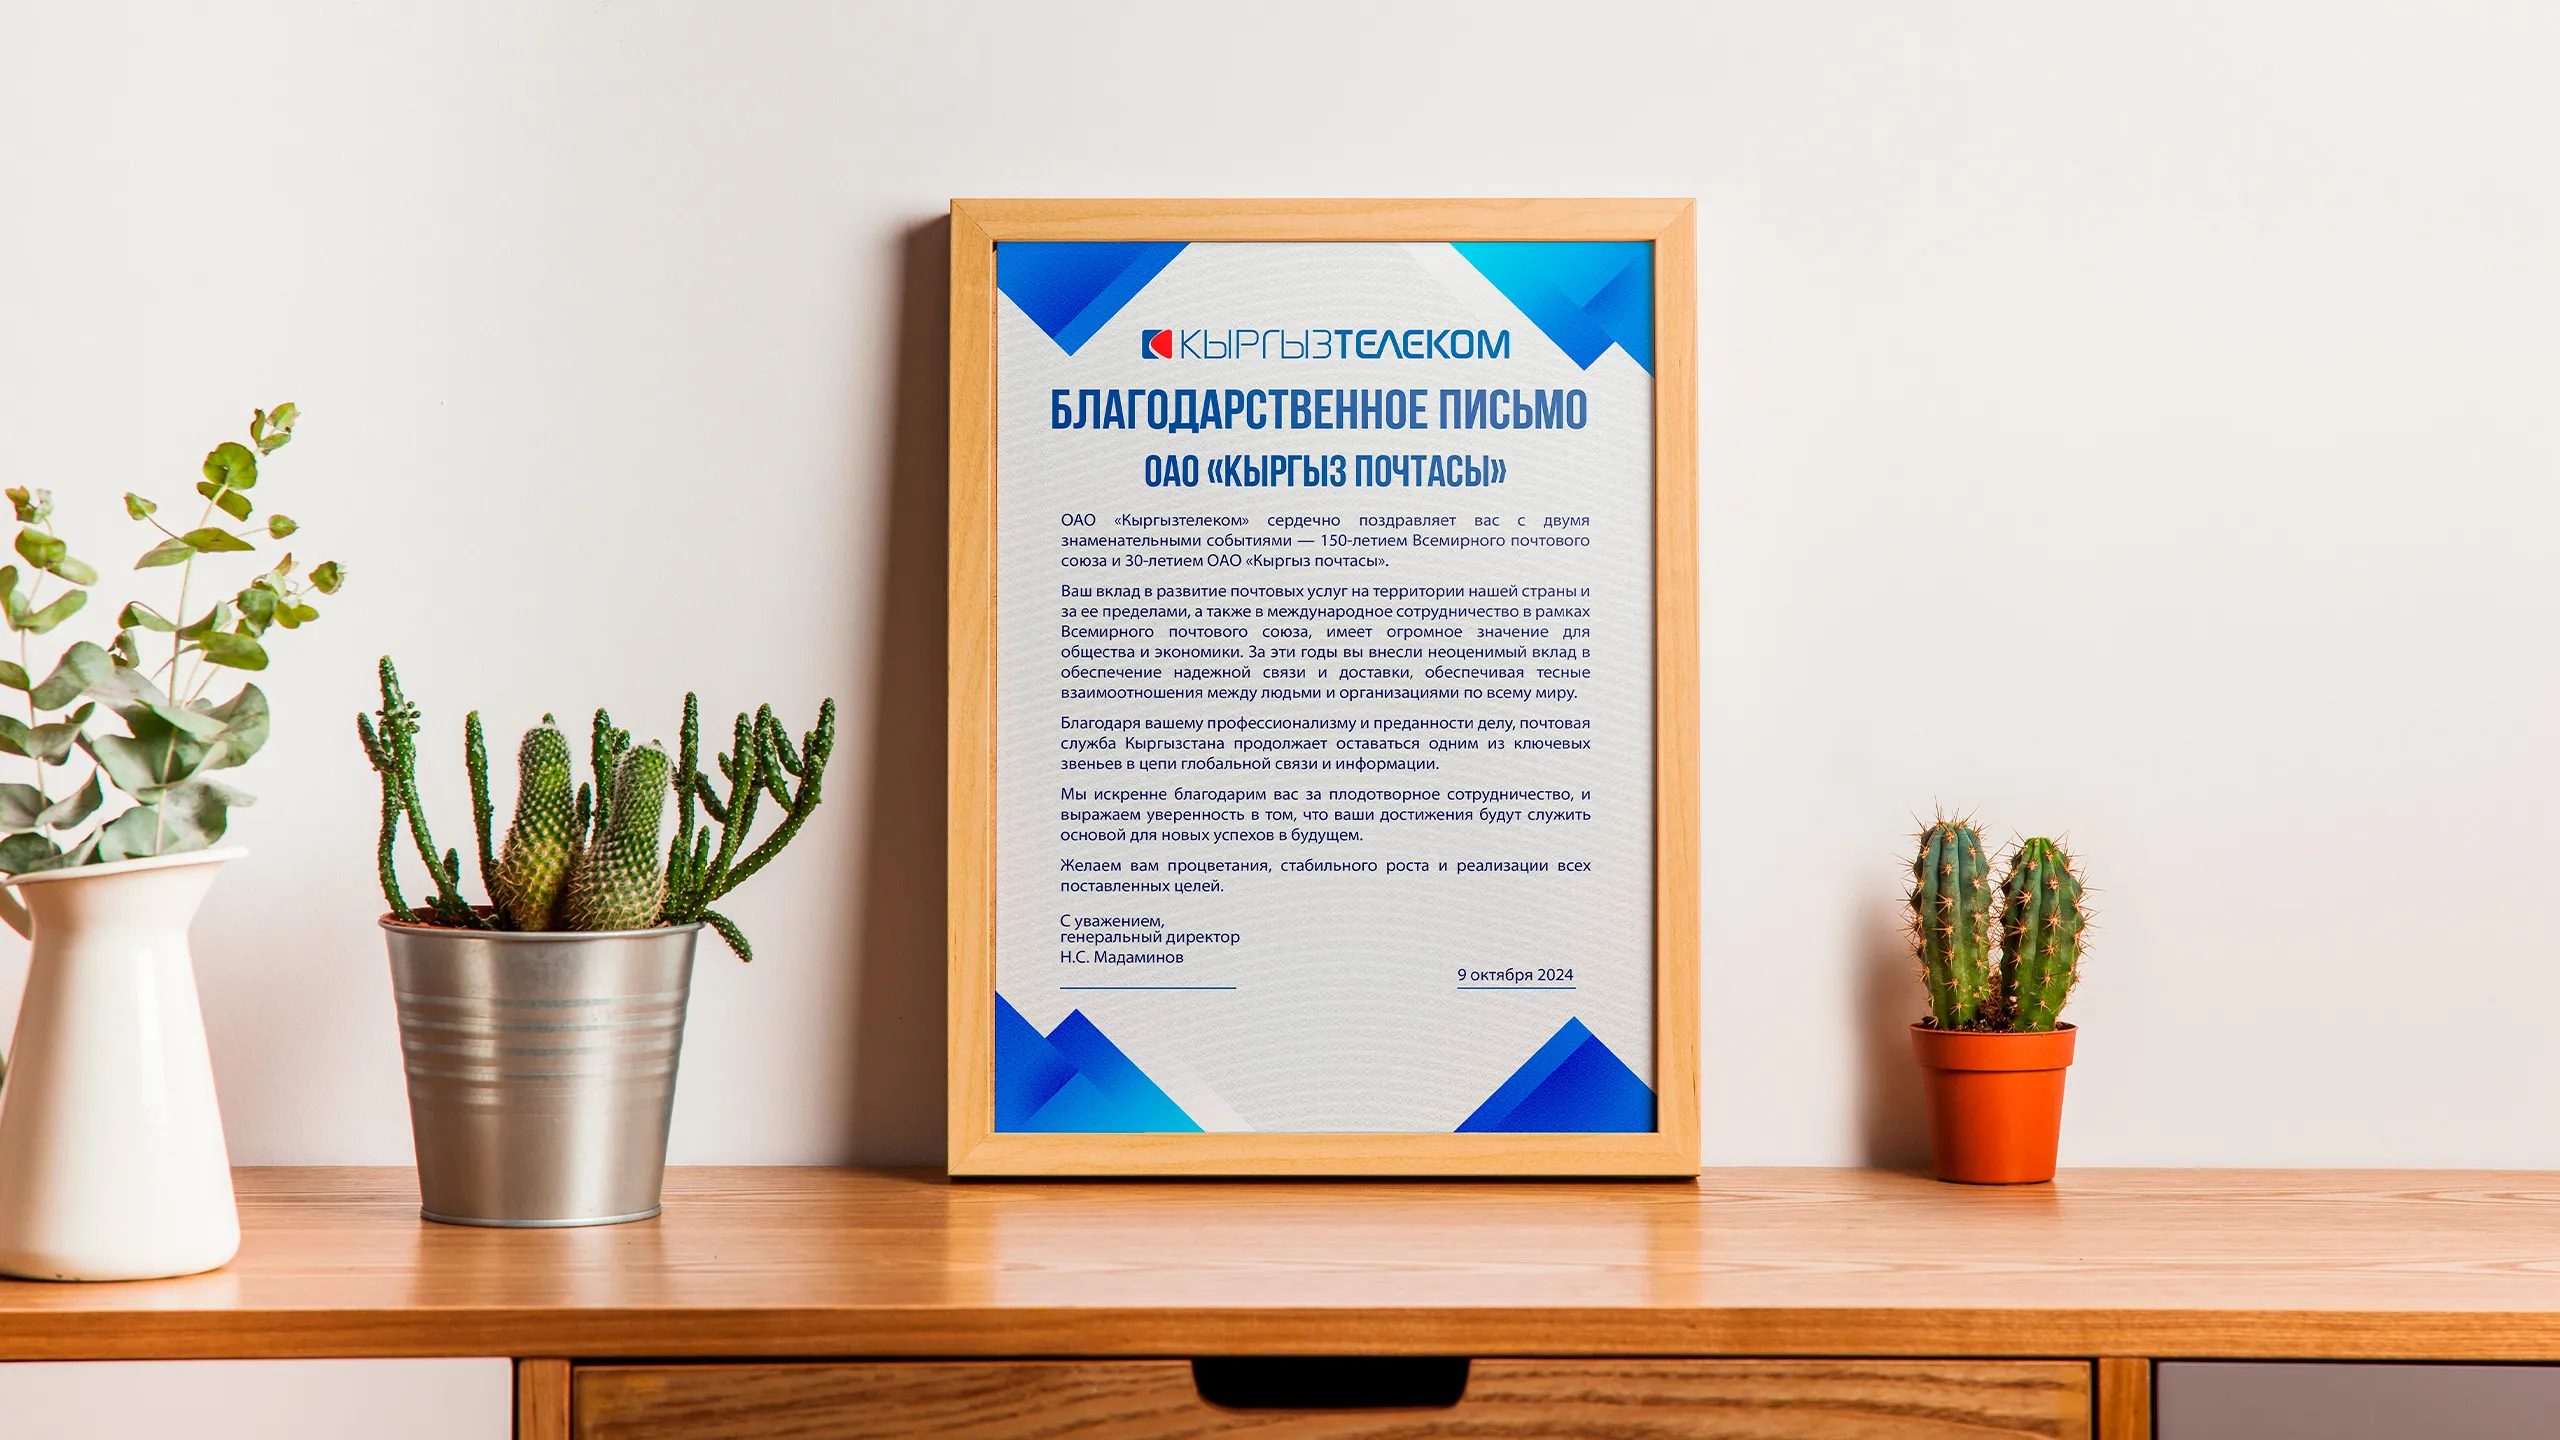 КЫРГЫЗТЕЛЕКОМ
БЛАГОДАРСТВЕННОЕ ПИСЬМО
ОАО «КЫРГЫЗ ПОЧТАСЫ»
ОАО «Кыргызтелеком» сердечно поздравляет вас с двумя
знаменательными событиями — 150-летием Всемирного почтового
союза и 30-летием ОАО «Кыргыз почтасы».
Ваш вклад в развитие почтовых услуг на территории нашей страны и
за ее пределами, а также в международное сотрудничество в рамках
Всемирного почтового союза, имеет огромное значение для
общества и экономики. За эти годы вы внесли неоценимый вклад в
обеспечение надежной связи и доставки, обеспечивая тесные
взаимоотношения между людьми и организациями по всему миру.
Благодаря вашему профессионализму и преданности делу, почтовая
служба Кыргызстана продолжает оставаться одним из ключевых
звеньев в цепи глобальной связи и информации.
Мы искренне благодарим вас за плодотворное сотрудничество, и
выражаем уверенность в том, что ваши достижения будут служить
основой для новых успехов в будущем.
Желаем вам процветания, стабильного роста и реализации всех
поставленных целей.
С уважением,
генеральный директор
Н.С. Мадаминов
9 октября 2024